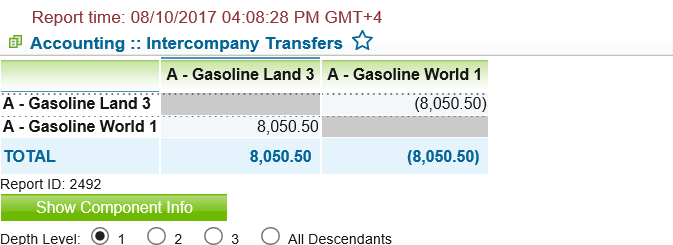 Report time: 08/10/2017 04:08:28 PM GMT+4
Accounting :: Intercompany Transfers
A - Gasoline Land 3 A - Gasoline World 1
A - Gasoline Land 3 (8,050.50)
A - Gasoline World 1 8,050.50
TOTAL 8,050.50 (8,050.50)
Report ID: 2492
Show Component Info
Depth Level: 1 2 3 All Descendants